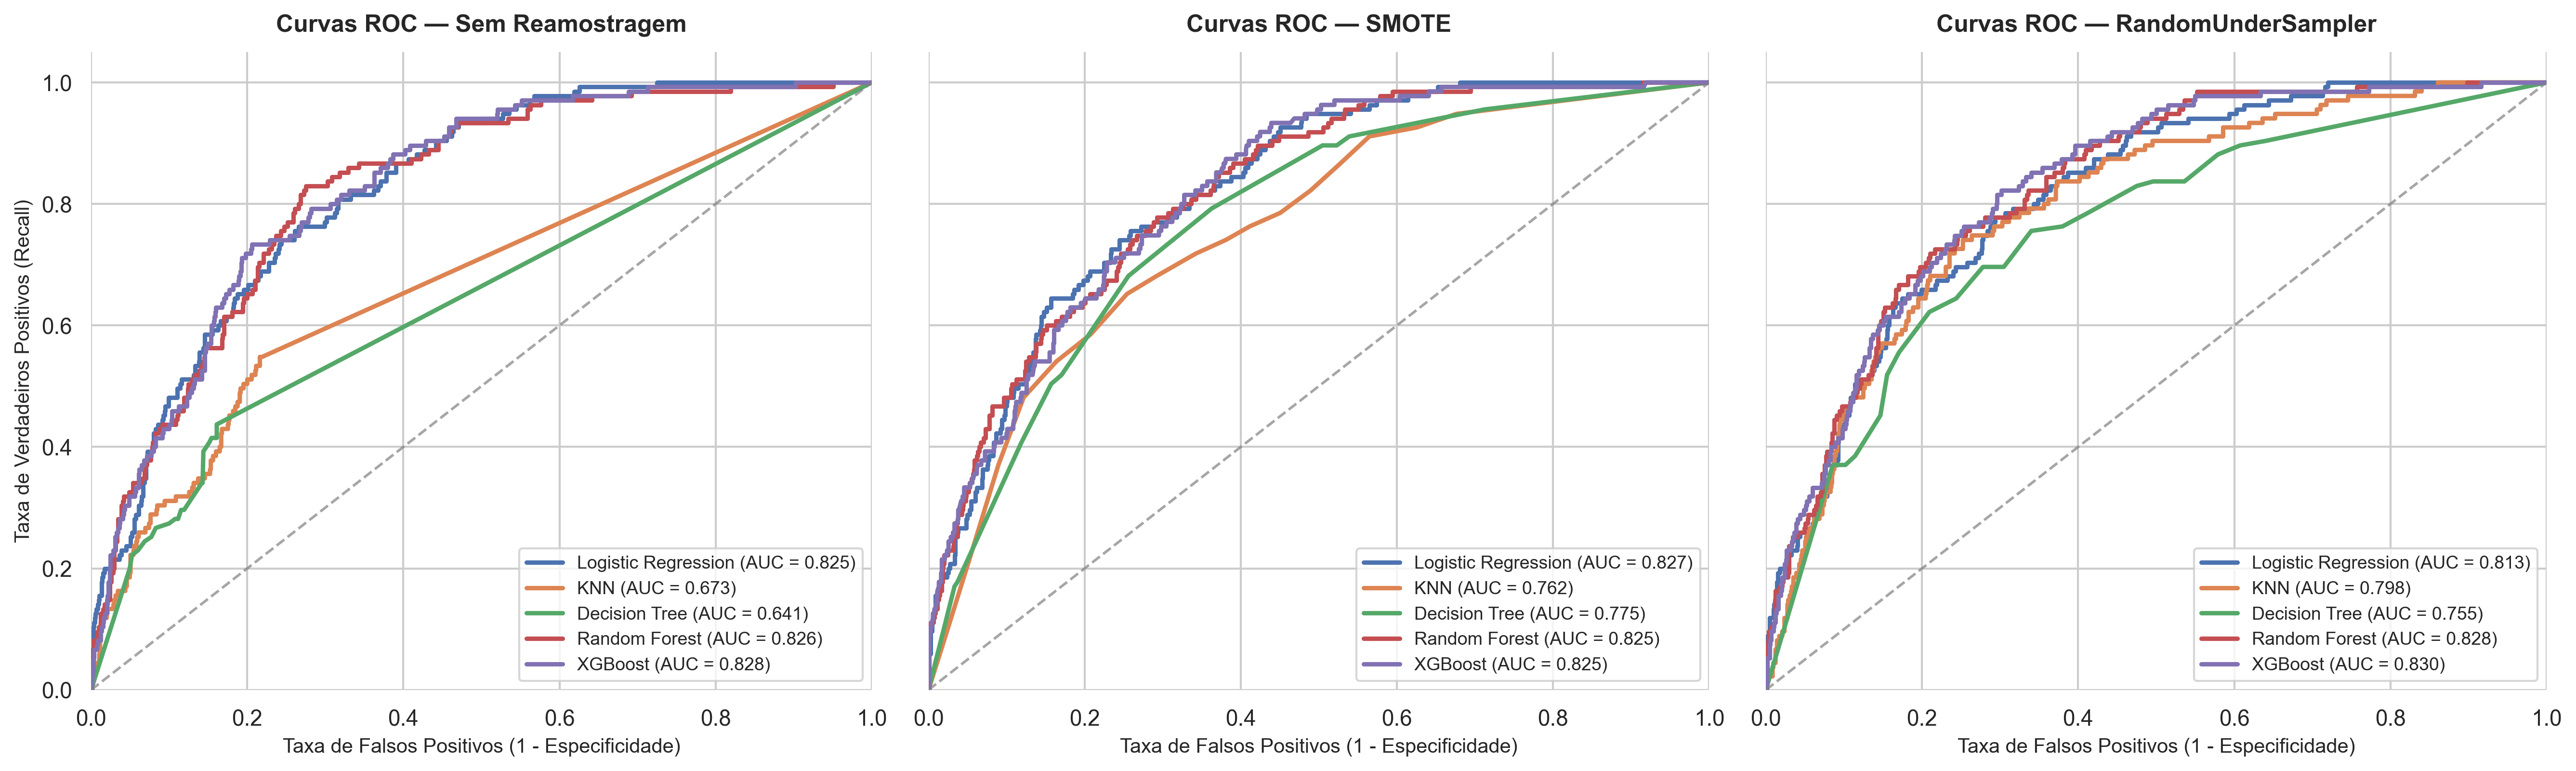 Curvas ROC — Sem Reamostragem
Taxa de Verdadeiros Positivos (Recall)
1.0
0.8
0.6
0.4
0.2
0.0
Logistic Regression (AUC = 0.825)
KNN (AUC = 0.673)
Decision Tree (AUC = 0.641)
Random Forest (AUC = 0.826)
XGBoost (AUC = 0.828)
0.0 0.2 0.4 0.6 0.8 1.0
Taxa de Falsos Positivos (1 - Especificidade)
Curvas ROC — SMOTE
Logistic Regression (AUC = 0.827)
KNN (AUC = 0.762)
Decision Tree (AUC = 0.775)
Random Forest (AUC = 0.825)
XGBoost (AUC = 0.825)
0.0 0.2 0.4 0.6 0.8 1.0
Taxa de Falsos Positivos (1 - Especificidade)
Curvas ROC — RandomUnderSampler
Logistic Regression (AUC = 0.813)
KNN (AUC = 0.798)
Decision Tree (AUC = 0.755)
Random Forest (AUC = 0.828)
XGBoost (AUC = 0.830)
0.0 0.2 0.4 0.6 0.8 1.0
Taxa de Falsos Positivos (1 - Especificidade)